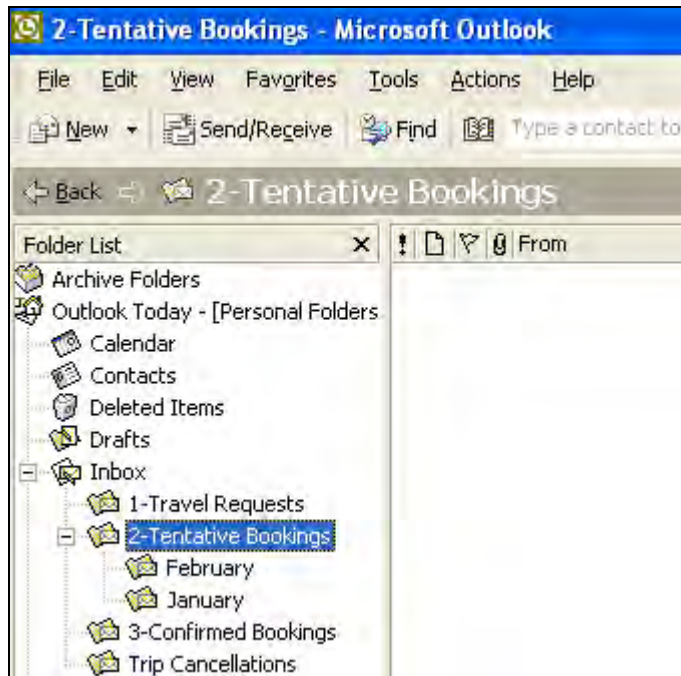 2-Tentative Bookings - Microsoft Outlook
File Edit View Favorites Tools Actions Help
New Send/Receive Find Type a contact to
Back 2-Tentative Bookings
Folder List ! From
Archive Folders
Outlook Today - [Personal Folders
Calendar
Contacts
Deleted Items
Drafts
Inbox
1-Travel Requests
2-Tentative Bookings
February
January
3-Confirmed Bookings
Trip Cancellations